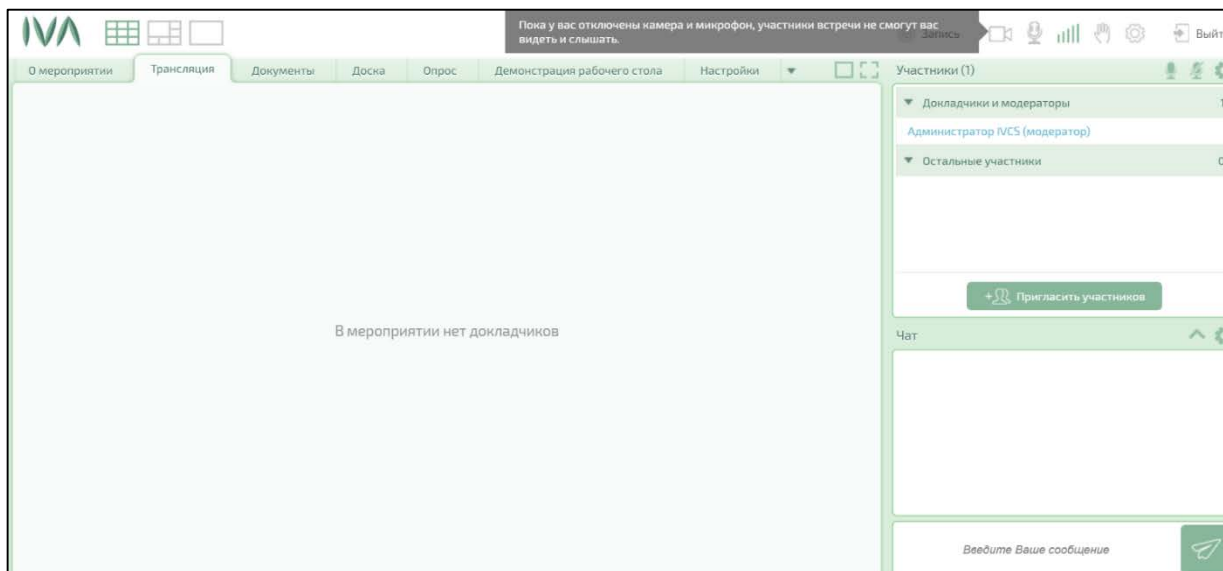 IVA
Пока у вас отключены камера и микрофон, участники встречи не смогут вас
видеть и слышать.
Запись
Выйт
О мероприятии
Трансляция
Документы
Доска
Опрос
Демонстрация рабочего стола
Настройки
Участники (1)
Докладчики и модераторы
1
Администратор IVCS (модератор)
Остальные участники
0
Пригласить участников
В мероприятии нет докладчиков
Чат
Введите Ваше сообщение